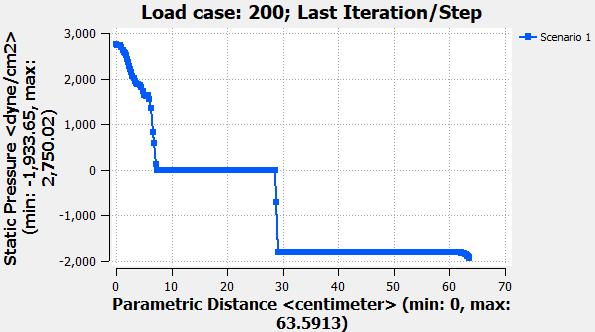 Load case: 200; Last Iteration/Step
Static Pressure <dyne/cm2>
(min: -1,933.65, max:
2,750.02)
3,000
2,000
1,000
0
-1,000
-2,000
0 10 20 30 40 50 60 70
Parametric Distance <centimeter> (min: 0, max:
63.5913)
Scenario 1